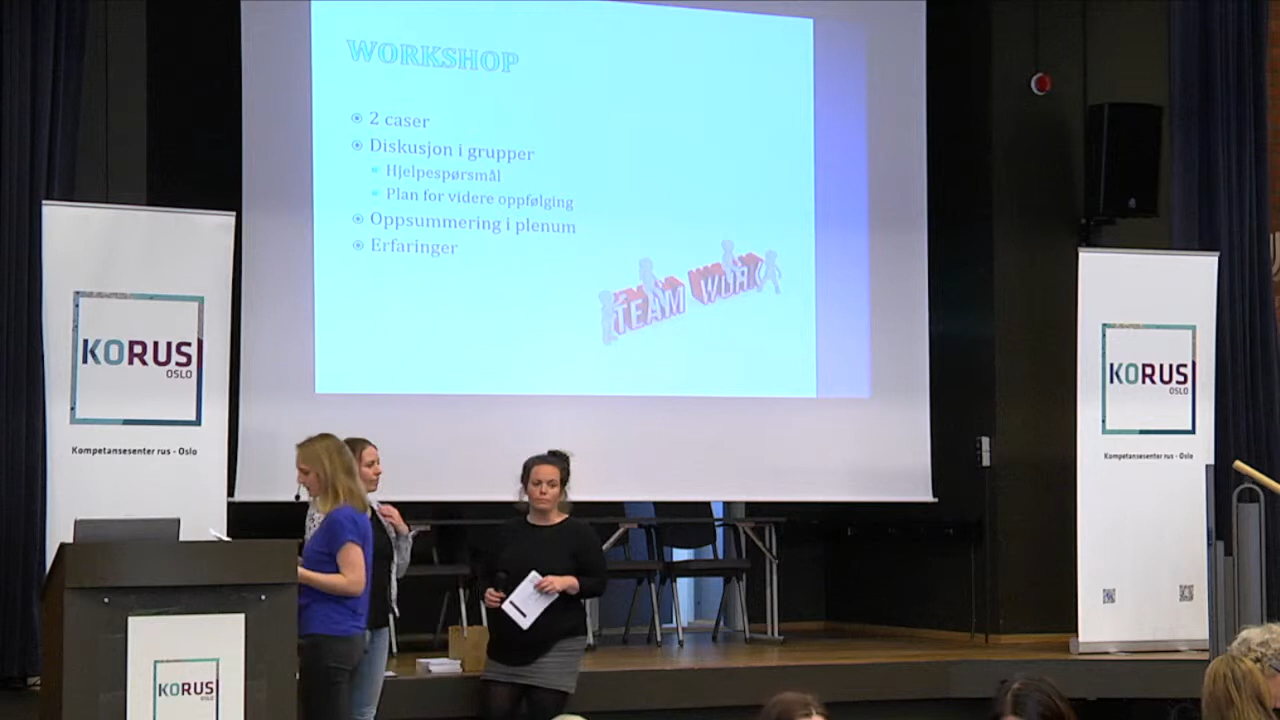 WORKSHOP
2 caser
Diskusjon i grupper
Hjelpespørsmål
Plan for videre oppfølging
Oppsummering i plenum
Erfaringer
TEAM WORK
KORUS
OSLO
Kompetansesenter rus - Oslo
KORUS
OSLO
Kompetansesenter rus - Oslo
KORUS
OSLO